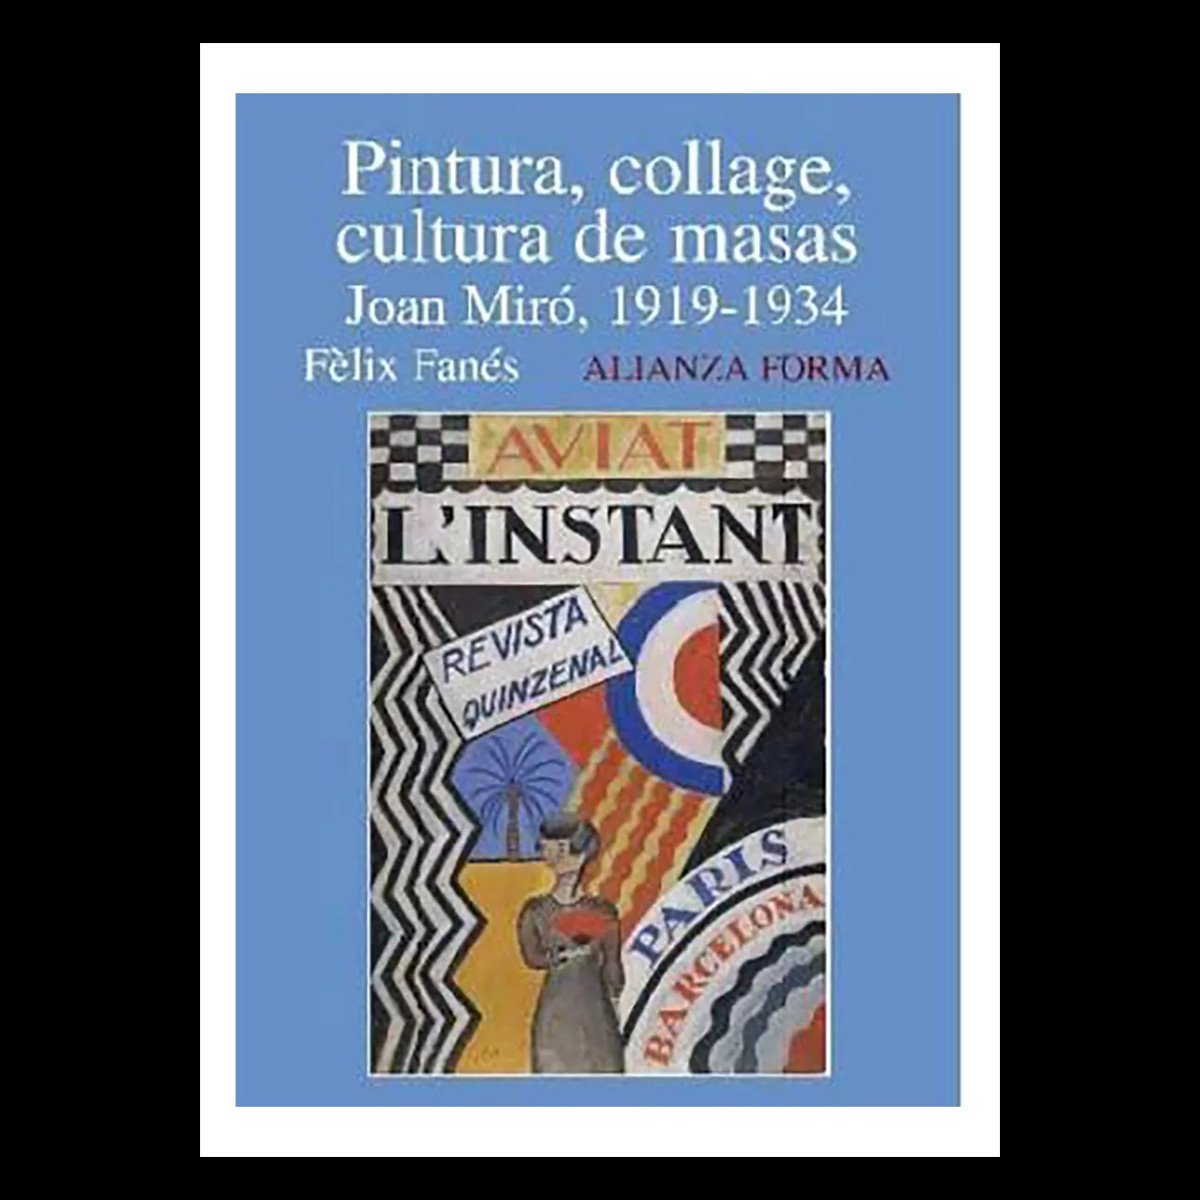 Pintura, collage,
cultura de masas
Joan Miró, 1919-1934
Fèlix Fanés ALIANZA FORMA
AVIAT
L'INSTANT
REVISTA
QUINZENAL
PARIS
BARCELONA